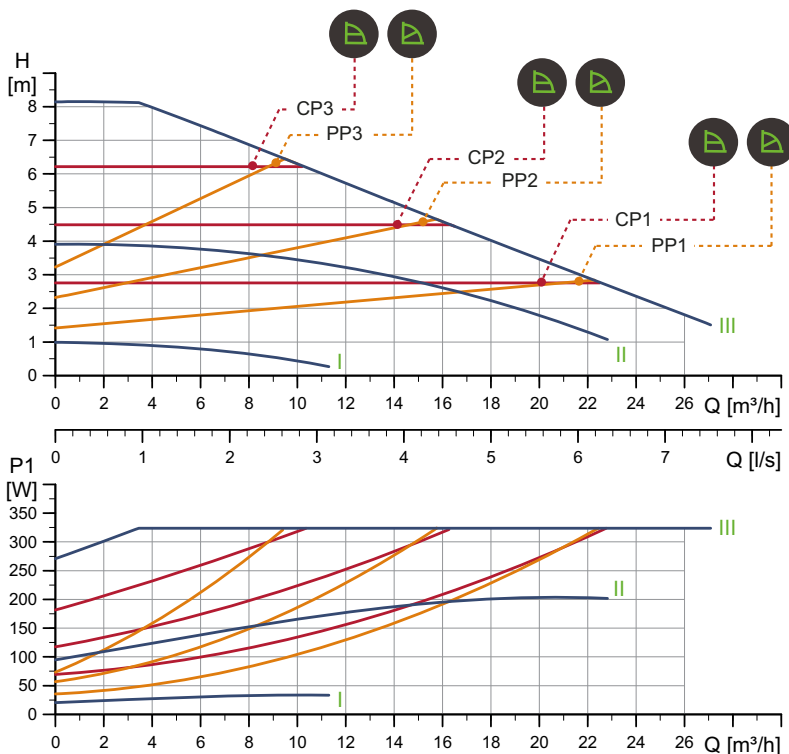 H
[m]
8
7
6
5
4
3
2
1
0
CP3
PP3
CP2
PP2
CP1
PP1
III
II
I
0 2 4 6 8 10 12 14 16 18 20 22 24 26 Q [m³/h]
0 1 2 3 4 5 6 7 Q [l/s]
P1
[W]
350
300
250
200
150
100
50
0
III
II
I
0 2 4 6 8 10 12 14 16 18 20 22 24 26 Q [m³/h]